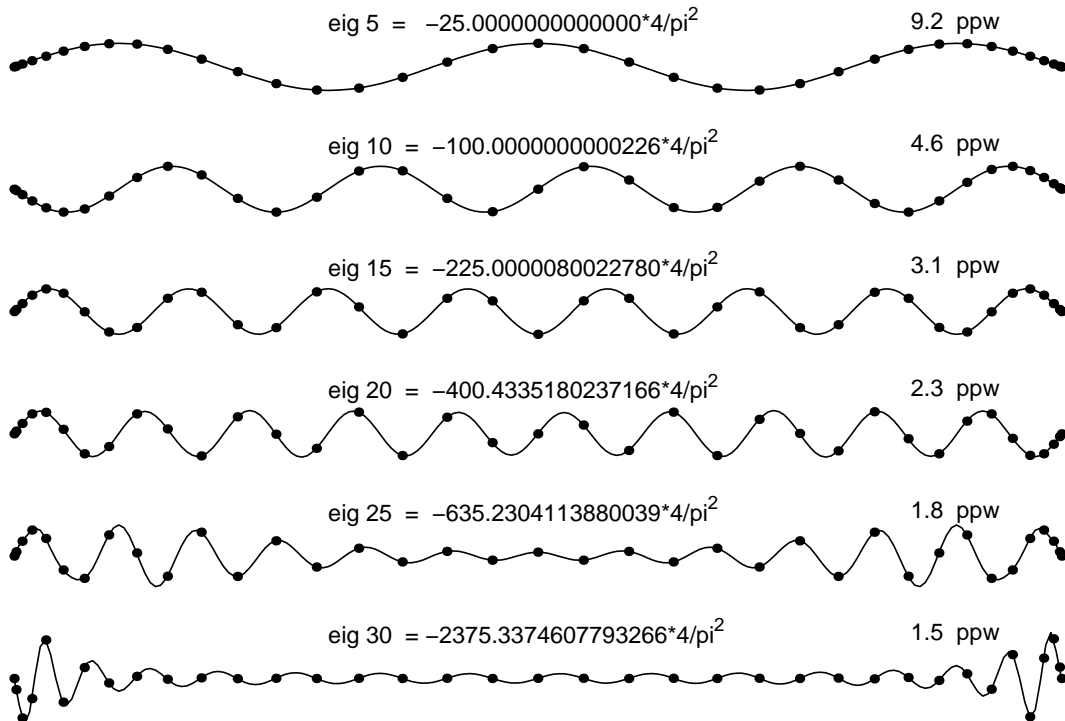 eig 5 = −25.0000000000000*4/pi² 9.2 ppw
eig 10 = −100.0000000000226*4/pi² 4.6 ppw
eig 15 = −225.0000080022780*4/pi² 3.1 ppw
eig 20 = −400.4335180237166*4/pi² 2.3 ppw
eig 25 = −635.2304113880039*4/pi² 1.8 ppw
eig 30 =−2375.3374607793266*4/pi² 1.5 ppw